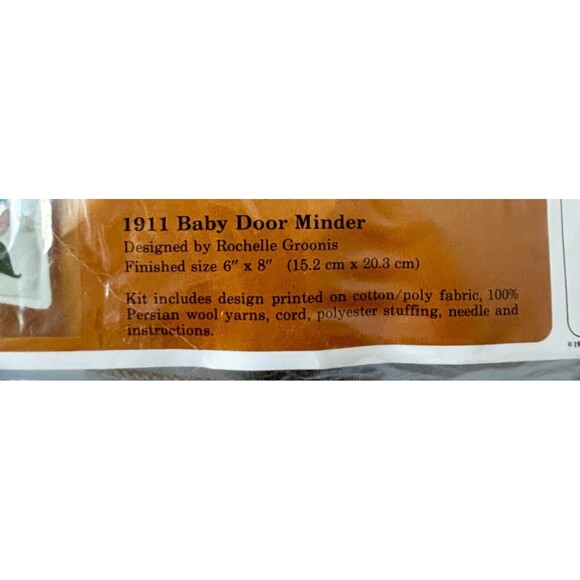 1911 Baby Door Minder
Designed by Rochelle Groonis
Finished size 6″ x 8″ (15.2 cm x 20.3 cm)
Kit includes design printed on cotton/poly fabric, 100%
Persian wool yarns, cord, polyester stuffing, needle and
instructions.